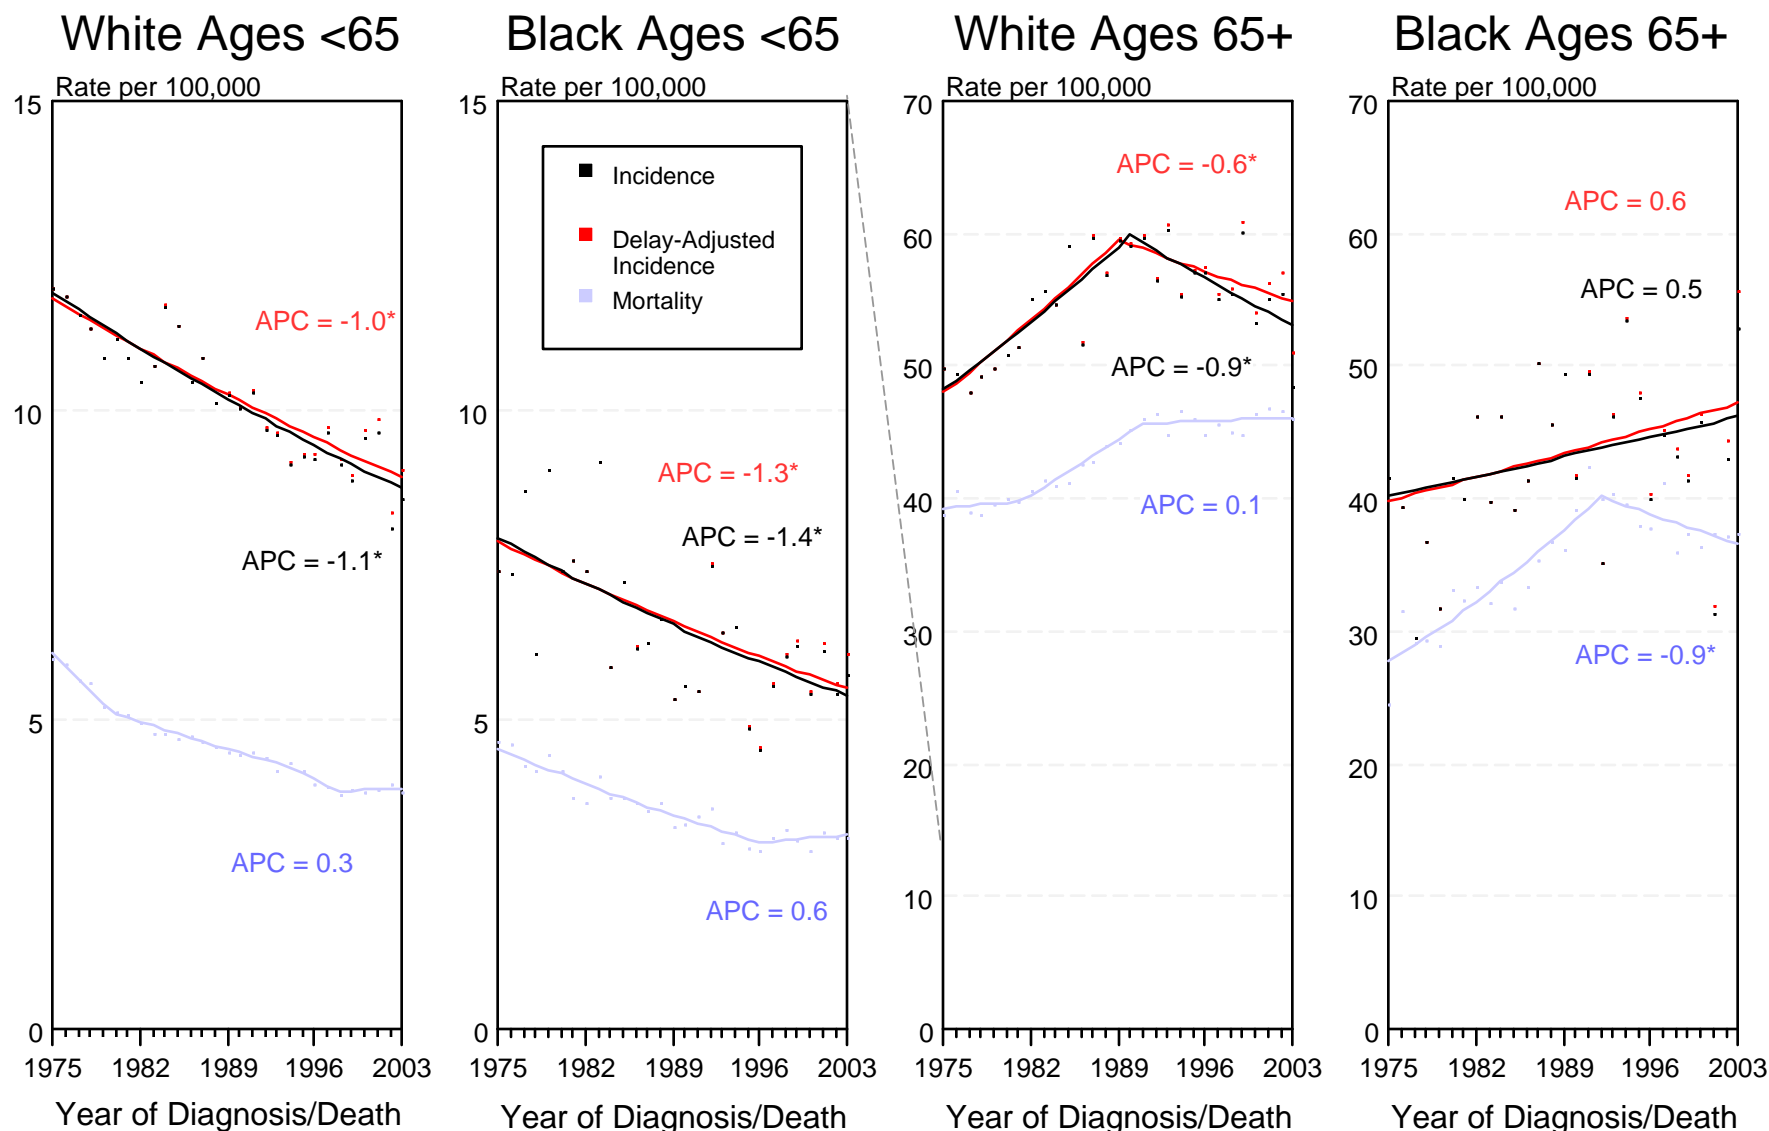 White Ages <65
Rate per 100,000
15
10
5
0
APC = -1.0*
APC = -1.1*
APC = 0.3
1975 1982 1989 1996 2003
Year of Diagnosis/Death
Black Ages <65
Rate per 100,000
15
10
5
0
Incidence
Delay-Adjusted
Incidence
Mortality
APC = -1.3*
APC = -1.4*
APC = 0.6
1975 1982 1989 1996 2003
Year of Diagnosis/Death
White Ages 65+
Rate per 100,000
70
60
50
40
30
20
10
0
APC = -0.6*
APC = -0.9*
APC = 0.1
1975 1982 1989 1996 2003
Year of Diagnosis/Death
Black Ages 65+
Rate per 100,000
70
60
50
40
30
20
10
0
APC = 0.6
APC = 0.5
APC = -0.9*
1975 1982 1989 1996 2003
Year of Diagnosis/Death